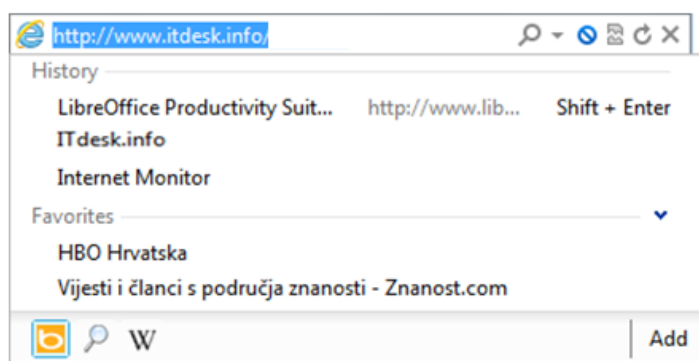 http://www.itdesk.info/
History
LibreOffice Productivity Suit... http://www.lib... Shift + Enter
ITdesk.info
Internet Monitor
Favorites
HBO Hrvatska
Vijesti i članci s područja znanosti - Znanost.com
b W Add